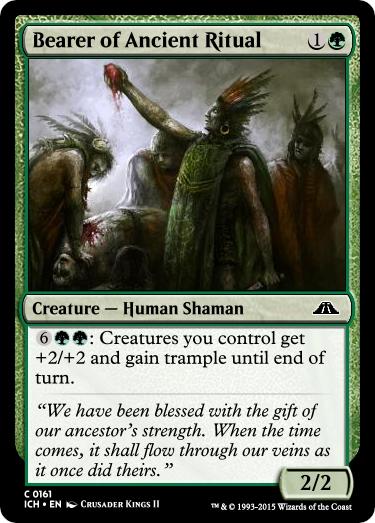 Bearer of Ancient Ritual 1
Creature — Human Shaman
6: Creatures you control get
+2/+2 and gain trample until end of
turn.
“We have been blessed with the gift of
our ancestor’s strength. When the time
comes, it shall flow through our veins as
it once did theirs.”
2/2
C 0161
ICH • EN CRUSADER KINGS II
™ & © 1993-2015 Wizards of the Coast